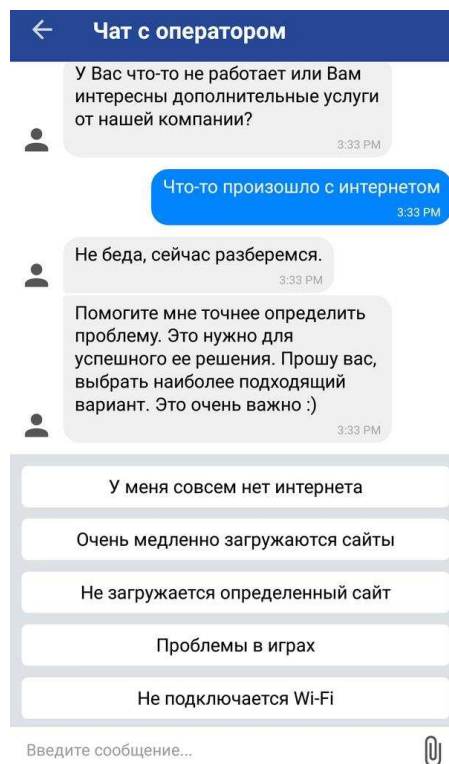 Чат с оператором
У Вас что-то не работает или Вам
интересны дополнительные услуги
от нашей компании?
3:33 PM
Что-то произошло с интернетом
3:33 PM
Не беда, сейчас разберемся.
3:33 PM
Помогите мне точнее определить
проблему. Это нужно для
успешного ее решения. Прошу вас,
выбрать наиболее подходящий
вариант. Это очень важно :)
3:33 PM
У меня совсем нет интернета
Очень медленно загружаются сайты
Не загружается определенный сайт
Проблемы в играх
Не подключается Wi-Fi
Введите сообщение...